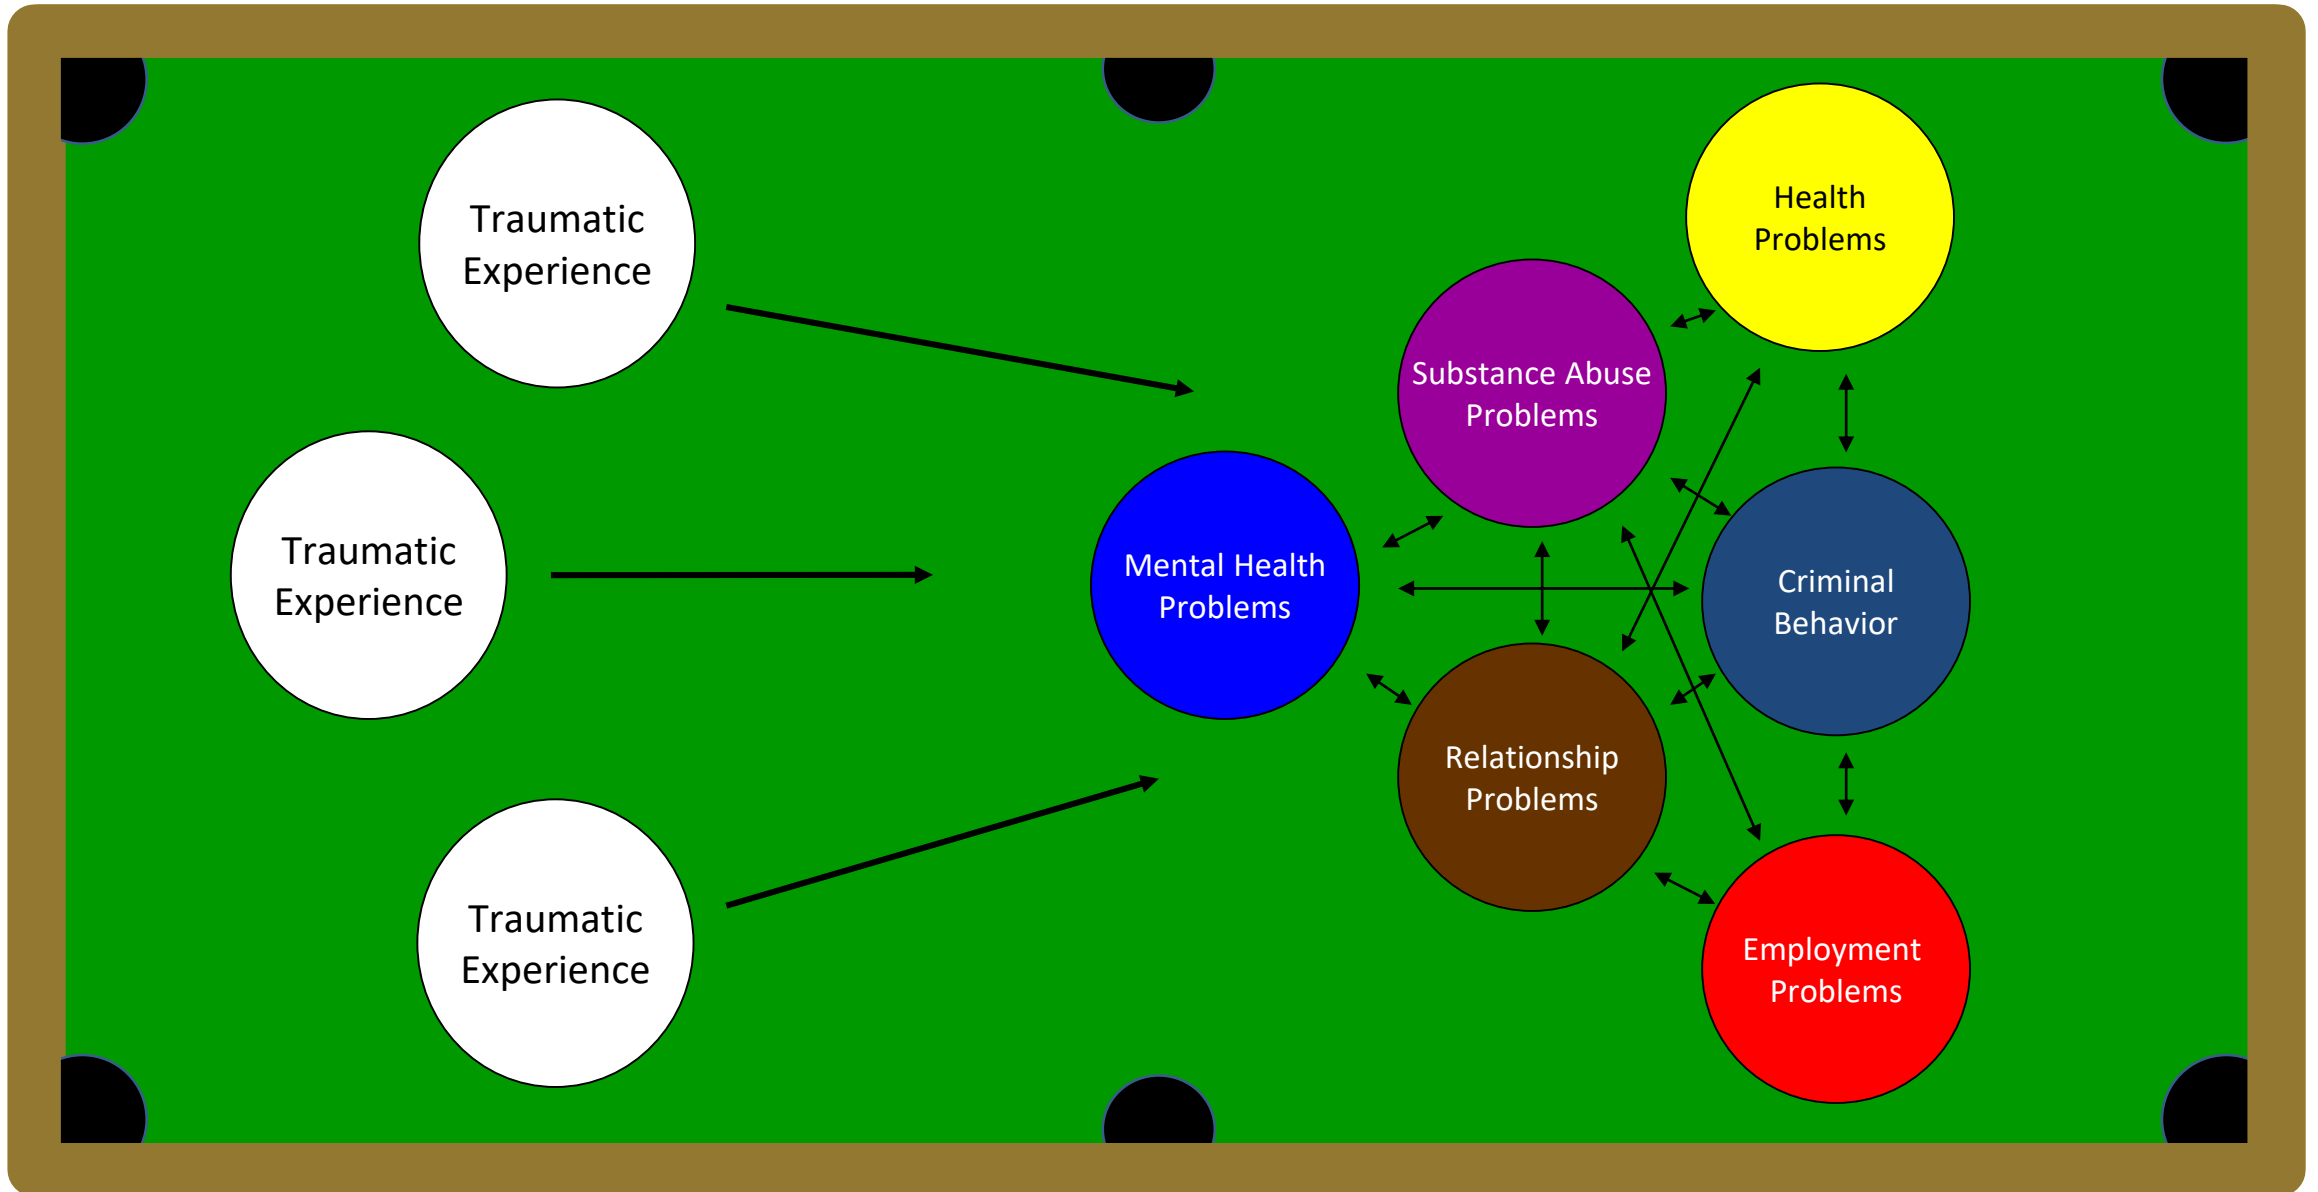 Traumatic
Experience
Traumatic
Experience
Traumatic
Experience
Mental Health
Problems
Substance Abuse
Problems
Relationship
Problems
Health
Problems
Criminal
Behavior
Employment
Problems